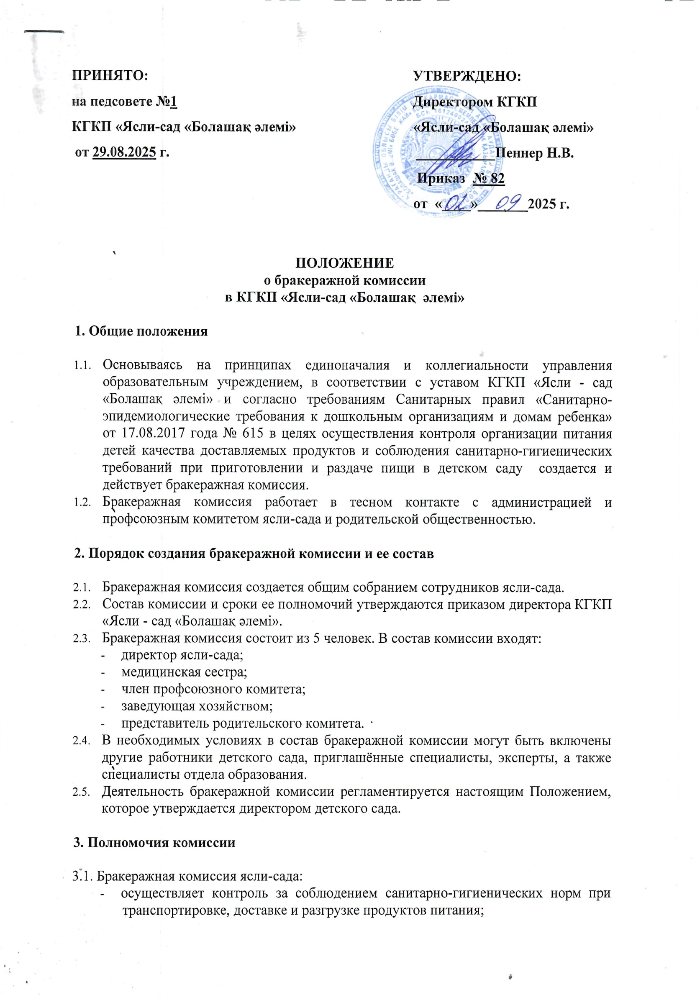 ПРИНЯТО:
на педсовете №1
КГКП «Ясли-сад «Болашақ әлемі»
от 29.08.2025 г.
УТВЕРЖДЕНО:
Директором КГКП
«Ясли-сад «Болашақ әлемі»
Пеннер Н.В.
Приказ № 82
от «02» 09 2025 г.
ПОЛОЖЕНИЕ
о бракеражной комиссии
в КГКП «Ясли-сад «Болашақ әлемі»
1. Общие положения
1.1. Основываясь на принципах единоначалия и коллегиальности управления
образовательным учреждением, в соответствии с уставом КГКП «Ясли - сад
«Болашақ әлемі» и согласно требованиям Санитарных правил «Санитарно-
эпидемиологические требования к дошкольным организациям и домам ребенка»
от 17.08.2017 года № 615 в целях осуществления контроля организации питания
детей качества доставляемых продуктов и соблюдения санитарно-гигиенических
требований при приготовлении и раздаче пищи в детском саду создается и
действует бракеражная комиссия.
1.2. Бракеражная комиссия работает в тесном контакте с администрацией и
профсоюзным комитетом ясли-сада и родительской общественностью.
2. Порядок создания бракеражной комиссии и ее состав
2.1. Бракеражная комиссия создается общим собранием сотрудников ясли-сада.
2.2. Состав комиссии и сроки ее полномочий утверждаются приказом директора КГКП
«Ясли - сад «Болашақ әлемі».
2.3. Бракеражная комиссия состоит из 5 человек. В состав комиссии входят:
- директор ясли-сада;
- медицинская сестра;
- член профсоюзного комитета;
- заведующая хозяйством;
- представитель родительского комитета.
2.4. В необходимых условиях в состав бракеражной комиссии могут быть включены
другие работники детского сада, приглашённые специалисты, эксперты, а также
специалисты отдела образования.
2.5. Деятельность бракеражной комиссии регламентируется настоящим Положением,
которое утверждается директором детского сада.
3. Полномочия комиссии
3.1. Бракеражная комиссия ясли-сада:
- осуществляет контроль за соблюдением санитарно-гигиенических норм при
транспортировке, доставке и разгрузке продуктов питания;